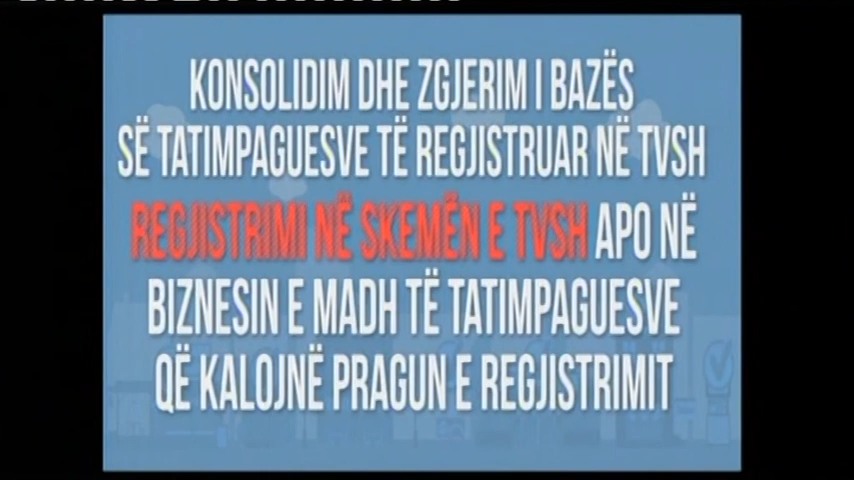 KONSOLIDIM DHE ZGJERIM I BAZËS
SË TATIMPAGUESVE TË REGJISTRUAR NË TVSH
REGJISTRIMI NË SKEMËN E TVSH APO NË
BIZNESIN E MADH TË TATIMPAGUESVE
QË KALOJNË PRAGUN E REGJISTRIMIT